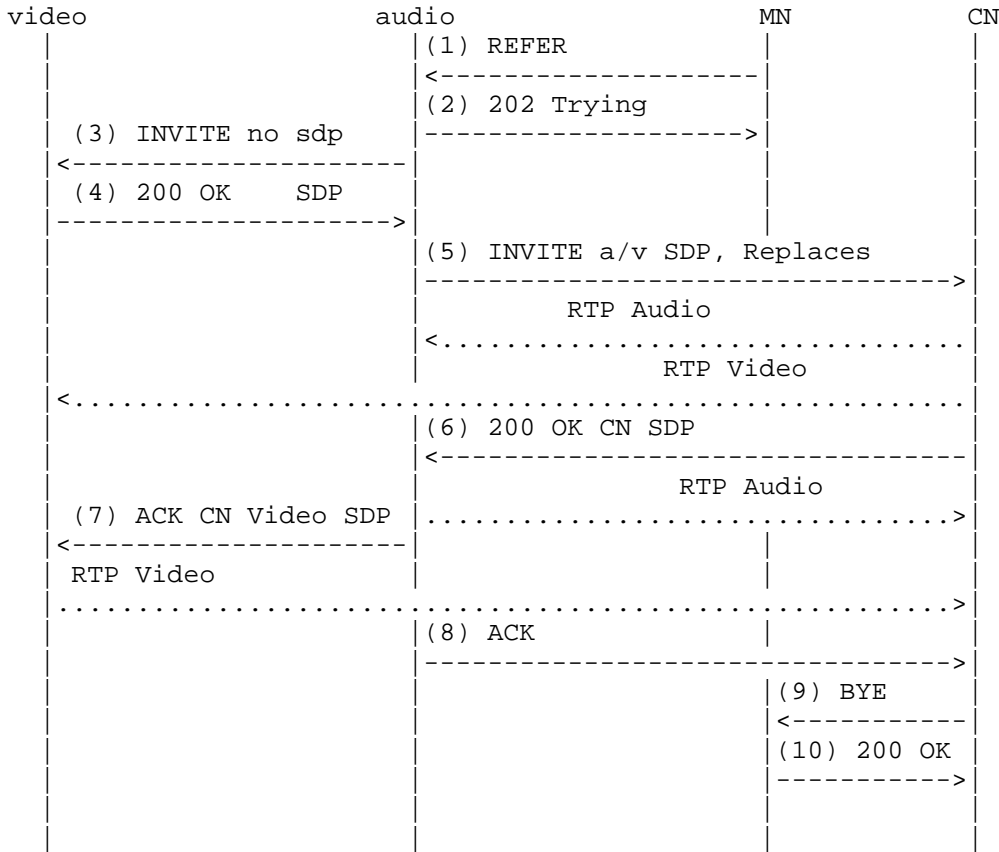 video audio MN CN
(1) REFER
(2) 202 Trying
(3) INVITE no sdp
(4) 200 OK SDP
(5) INVITE a/v SDP, Replaces
RTP Audio
RTP Video
(6) 200 OK CN SDP
RTP Audio
(7) ACK CN Video SDP
RTP Video
(8) ACK
(9) BYE
(10) 200 OK